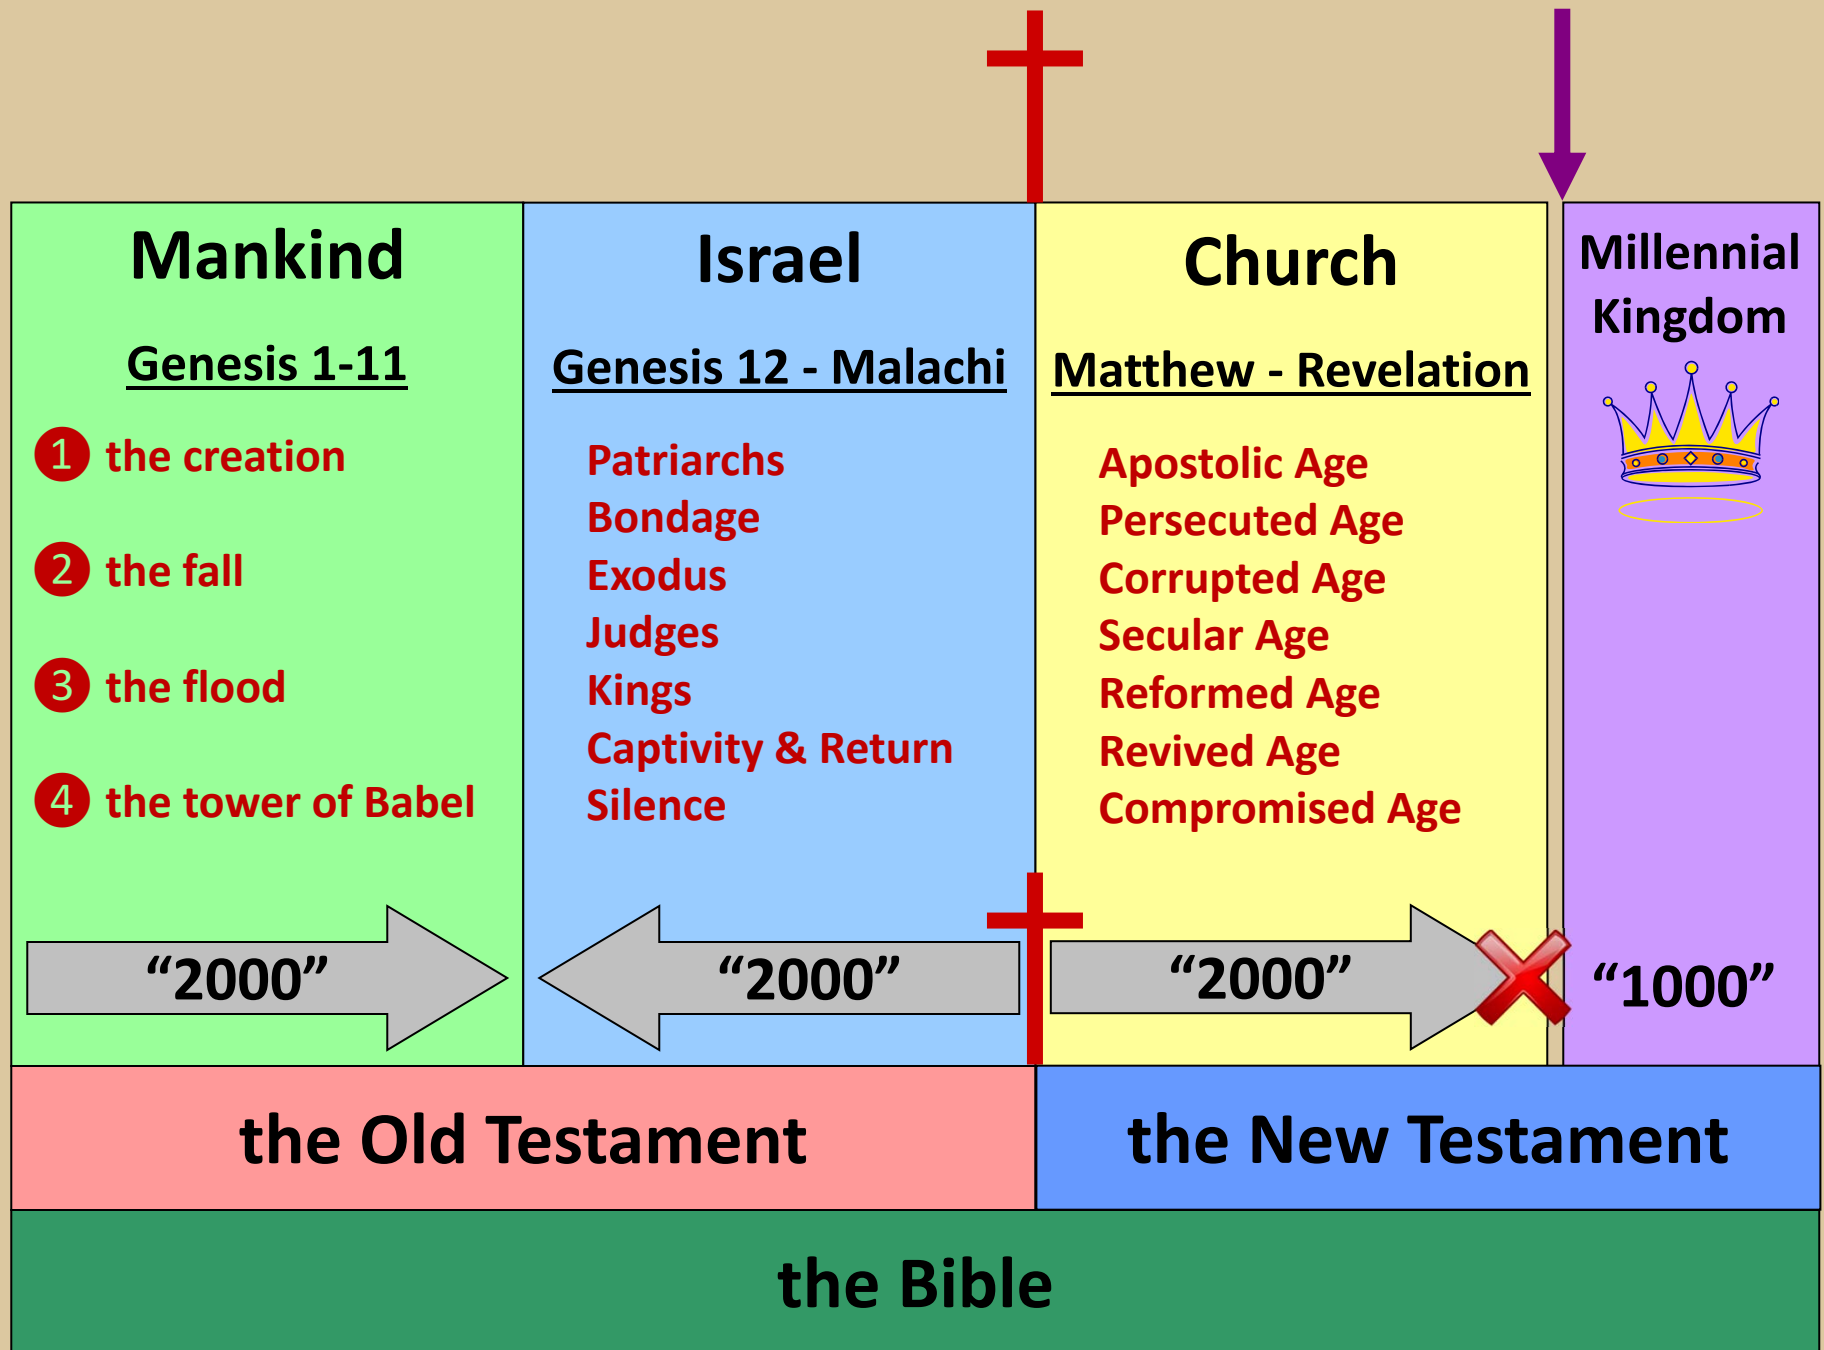 Mankind
Genesis 1-11
1 the creation
2 the fall
3 the flood
4 the tower of Babel
“2000”
Israel
Genesis 12 - Malachi
Patriarchs
Bondage
Exodus
Judges
Kings
Captivity & Return
Silence
“2000”
Church
Matthew - Revelation
Apostolic Age
Persecuted Age
Corrupted Age
Secular Age
Reformed Age
Revived Age
Compromised Age
“2000”
Millennial
Kingdom
“1000”
the Old Testament
the New Testament
the Bible